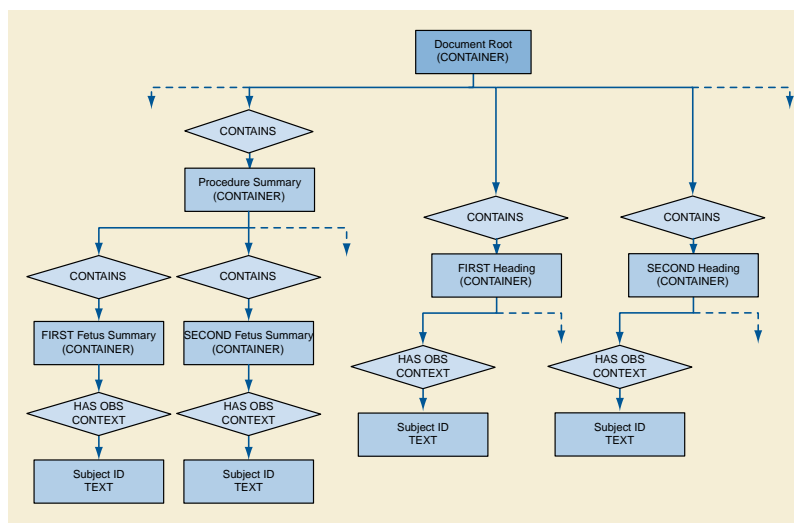 Document Root
(CONTAINER)
CONTAINS
Procedure Summary
(CONTAINER)
CONTAINS
CONTAINS
CONTAINS
CONTAINS
FIRST Heading
(CONTAINER)
SECOND Heading
(CONTAINER)
FIRST Fetus Summary
(CONTAINER)
SECOND Fetus Summary
(CONTAINER)
HAS OBS
CONTEXT
HAS OBS
CONTEXT
HAS OBS
CONTEXT
HAS OBS
CONTEXT
Subject ID
TEXT
Subject ID
TEXT
Subject ID
TEXT
Subject ID
TEXT